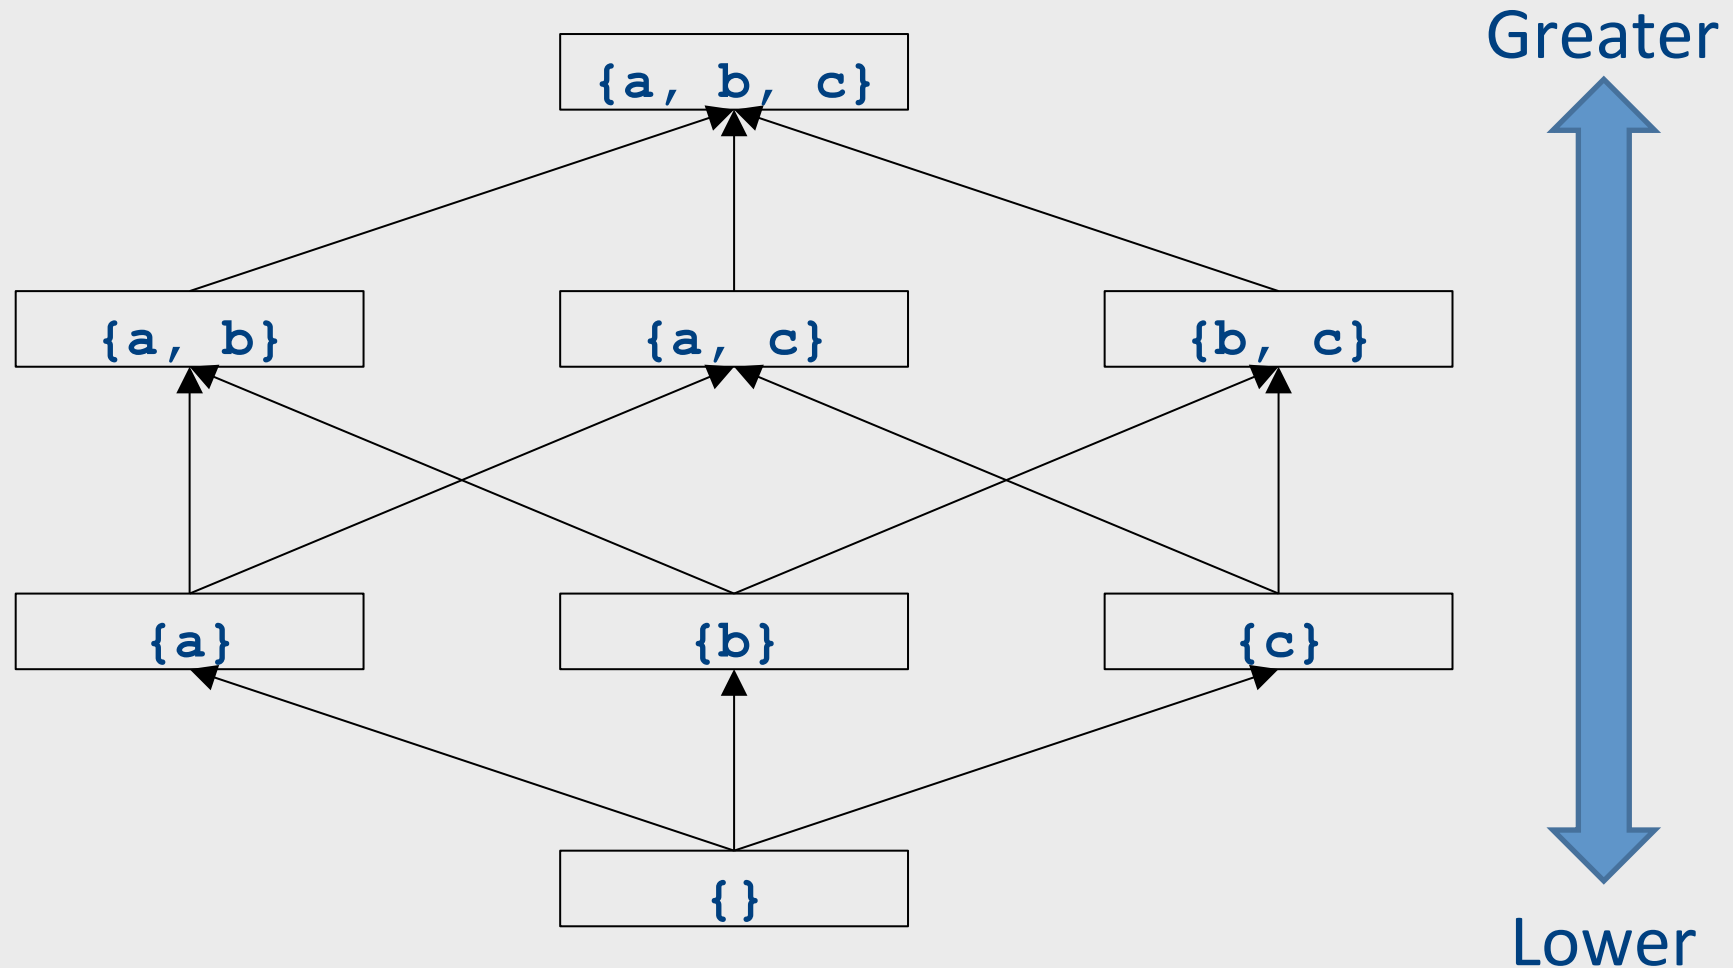 Greater
{a, b, c}
{a, b}
{a, c}
{b, c}
{a}
{b}
{c}
{}
Lower